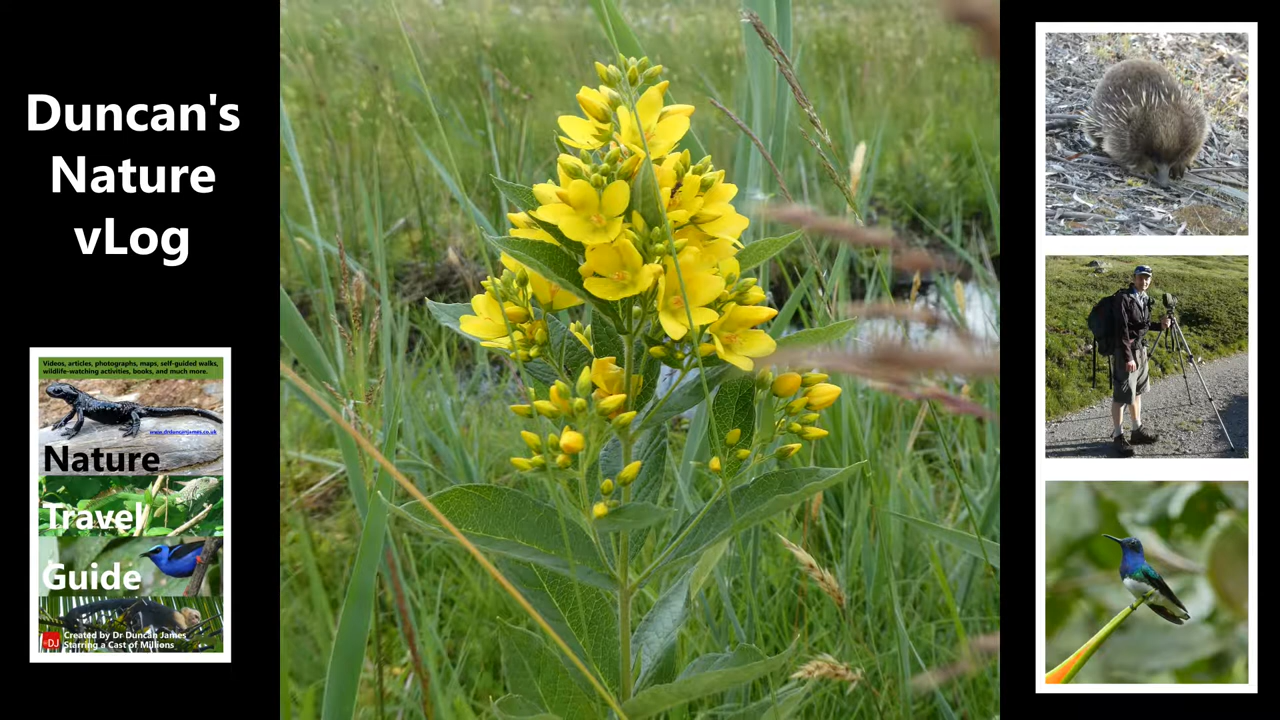 Duncan's
Nature
vLog
Videos, articles, photographs, maps, self-guided walks,
wildlife-watching activities, books, and much more.
www.drduncanjames.co.uk
Nature
Travel
Guide
DJ
Created by Dr Duncan James
Starring a Cast of Millions